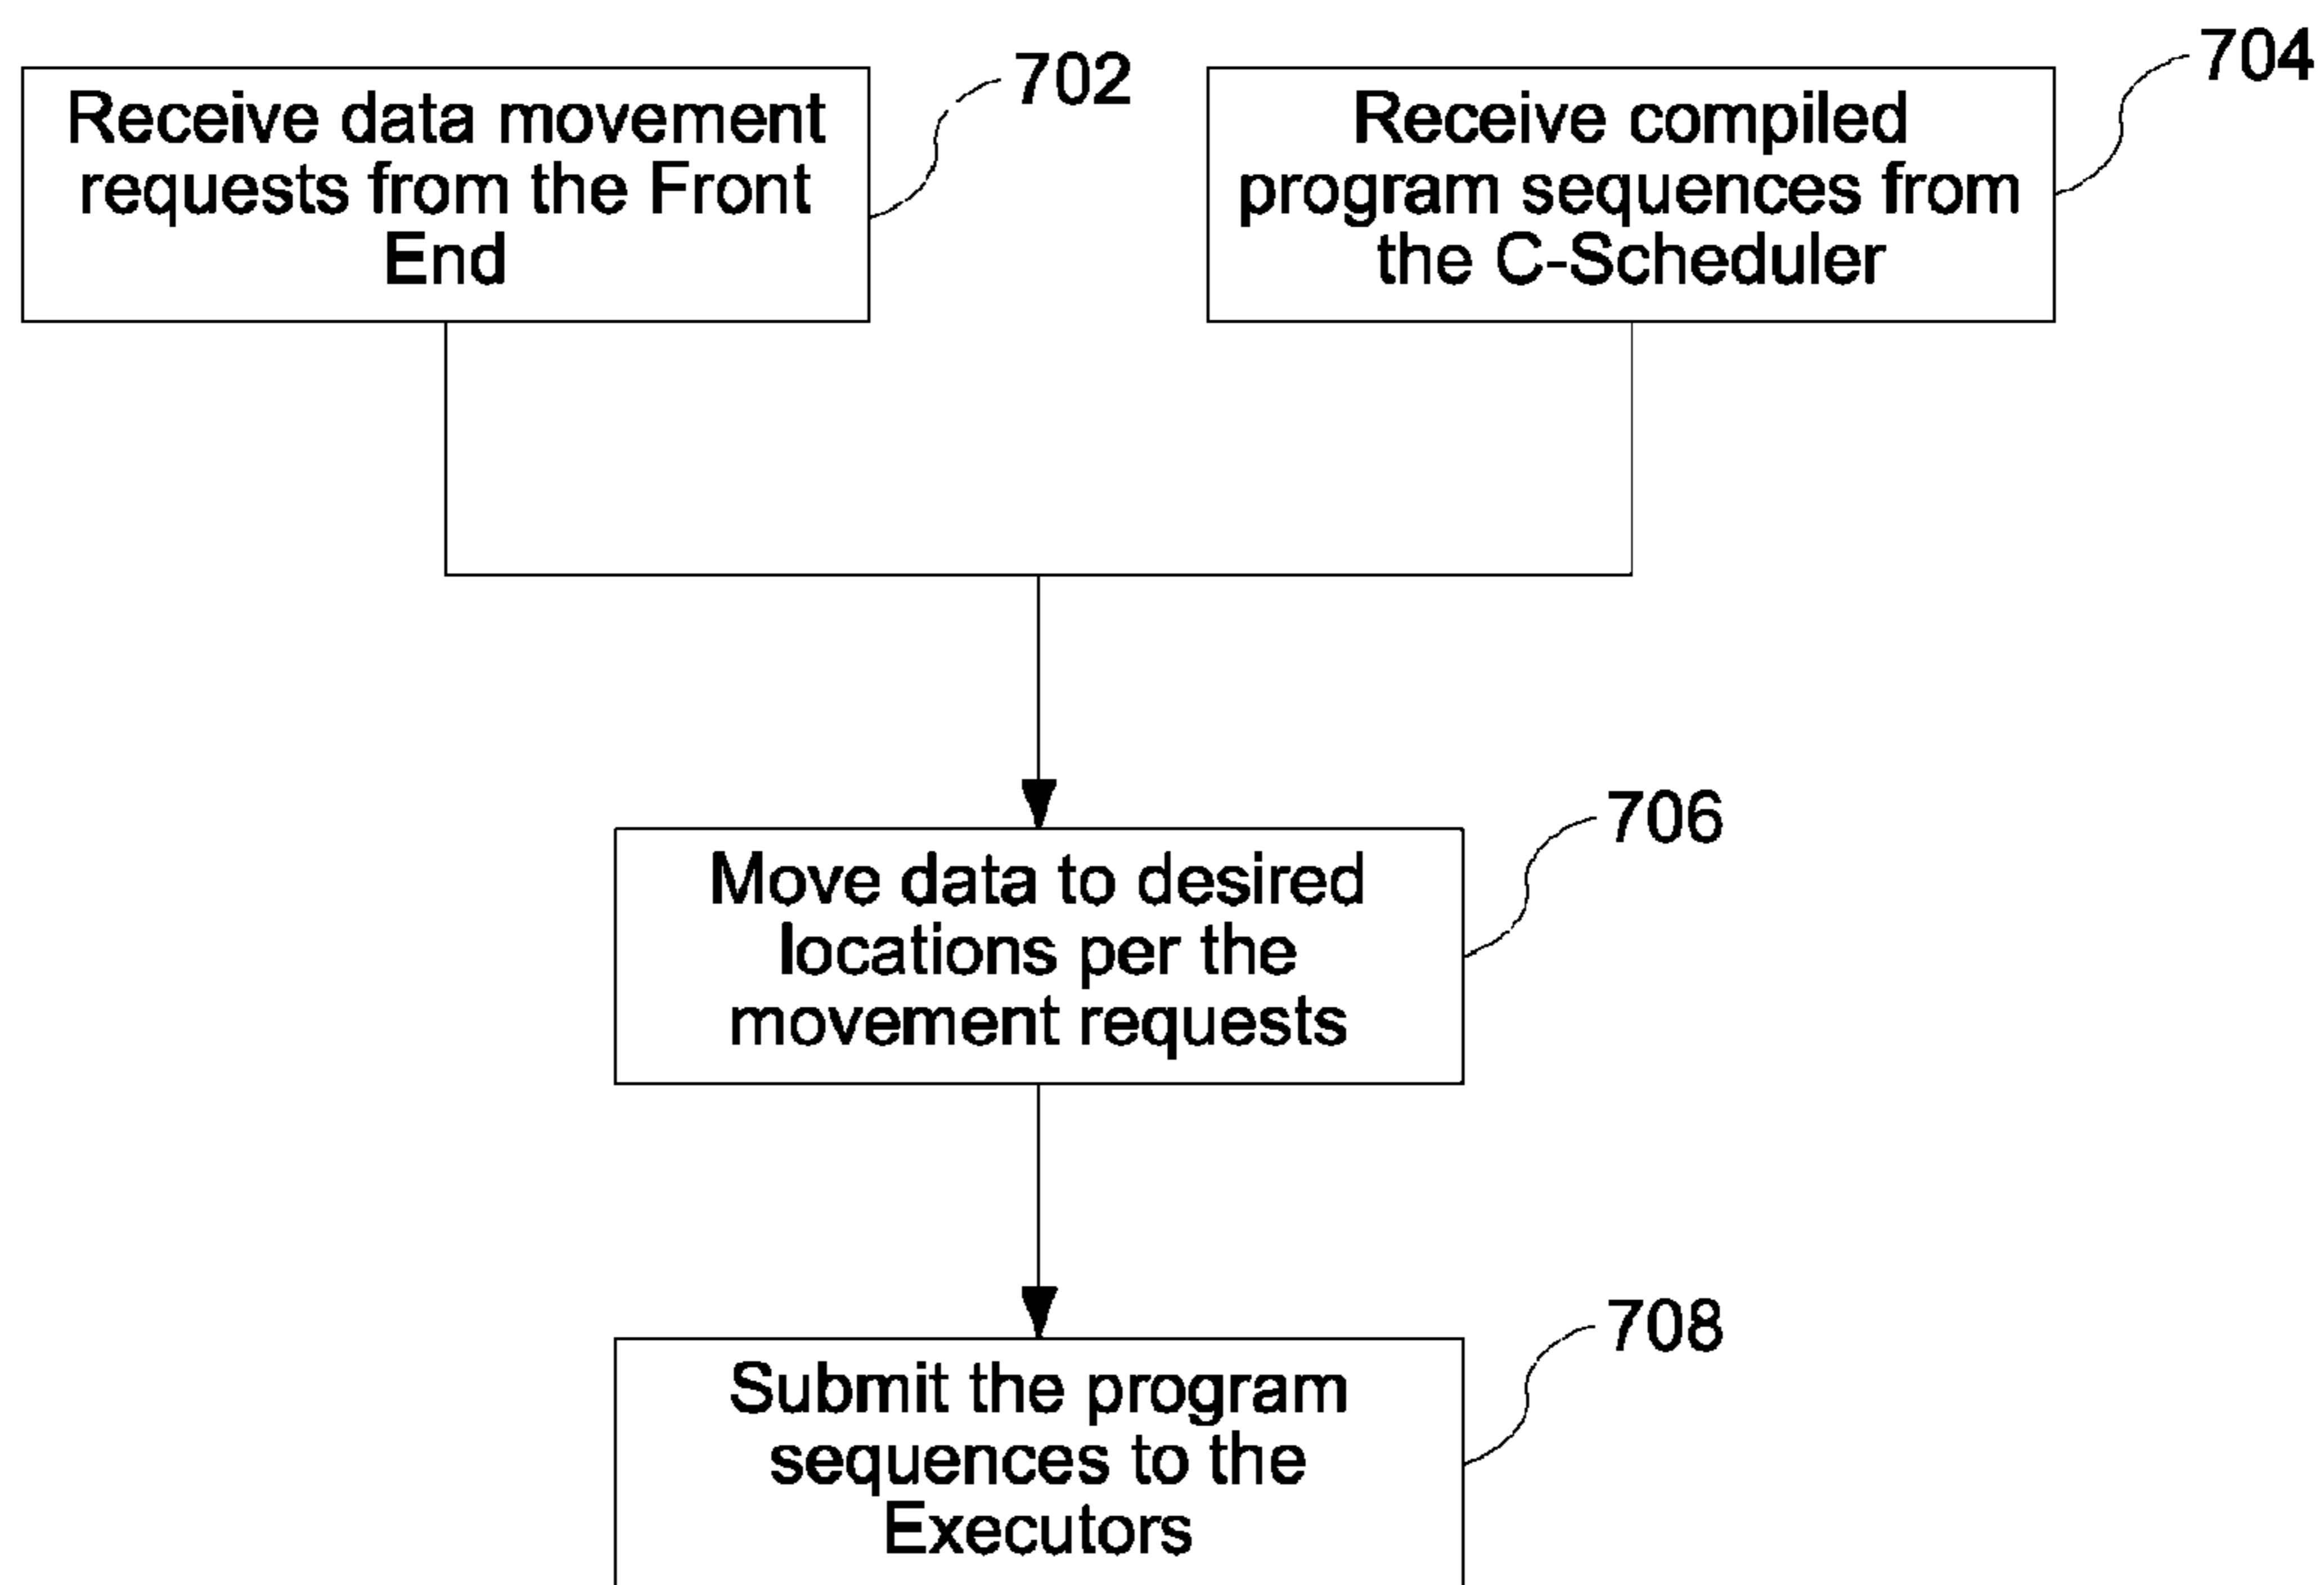 Receive data movement
requests from the Front
End
702
Receive compiled
program sequences from
the C-Scheduler
704
Move data to desired
locations per the
movement requests
706
Submit the program
sequences to the
Executors
708